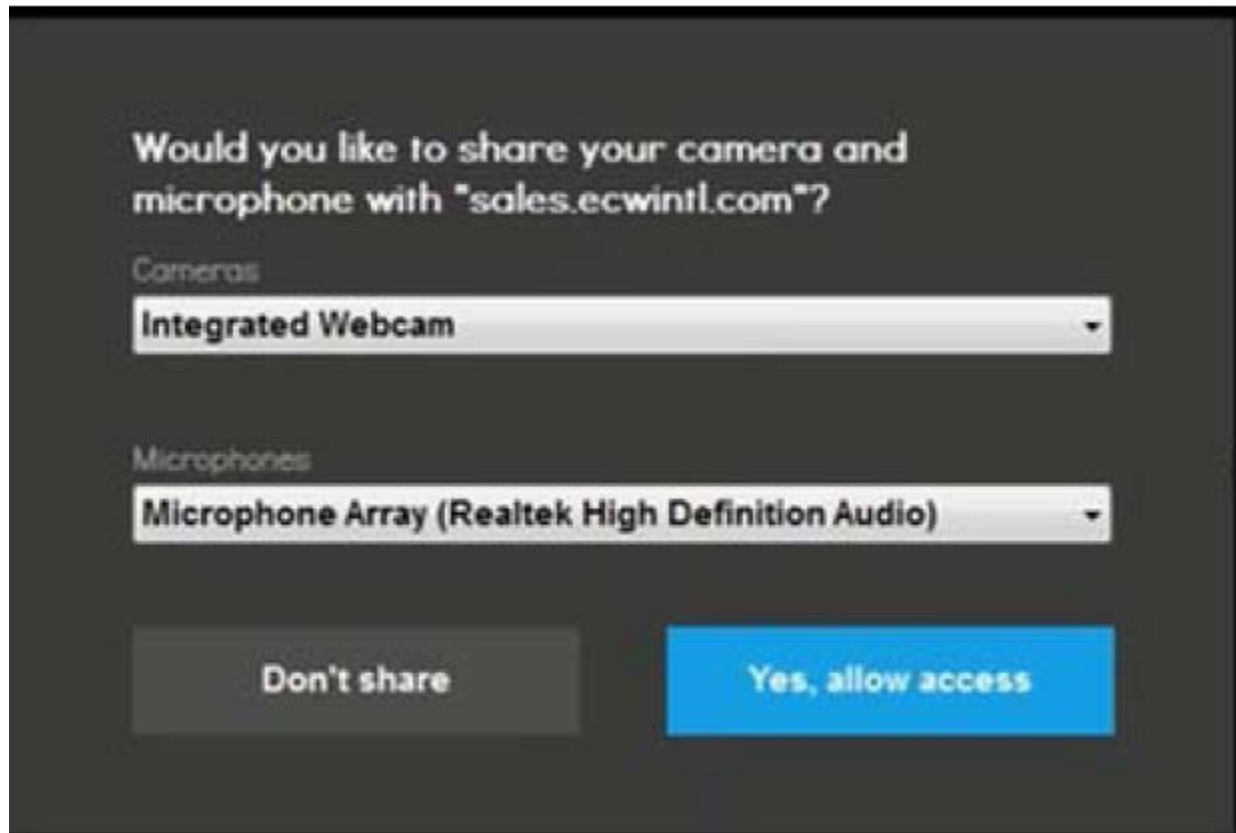 Would you like to share your camera and
microphone with "sales.ecwintl.com"?
Cameras
Integrated Webcam
Microphones
Microphone Array (Realtek High Definition Audio)
Don't share
Yes, allow access